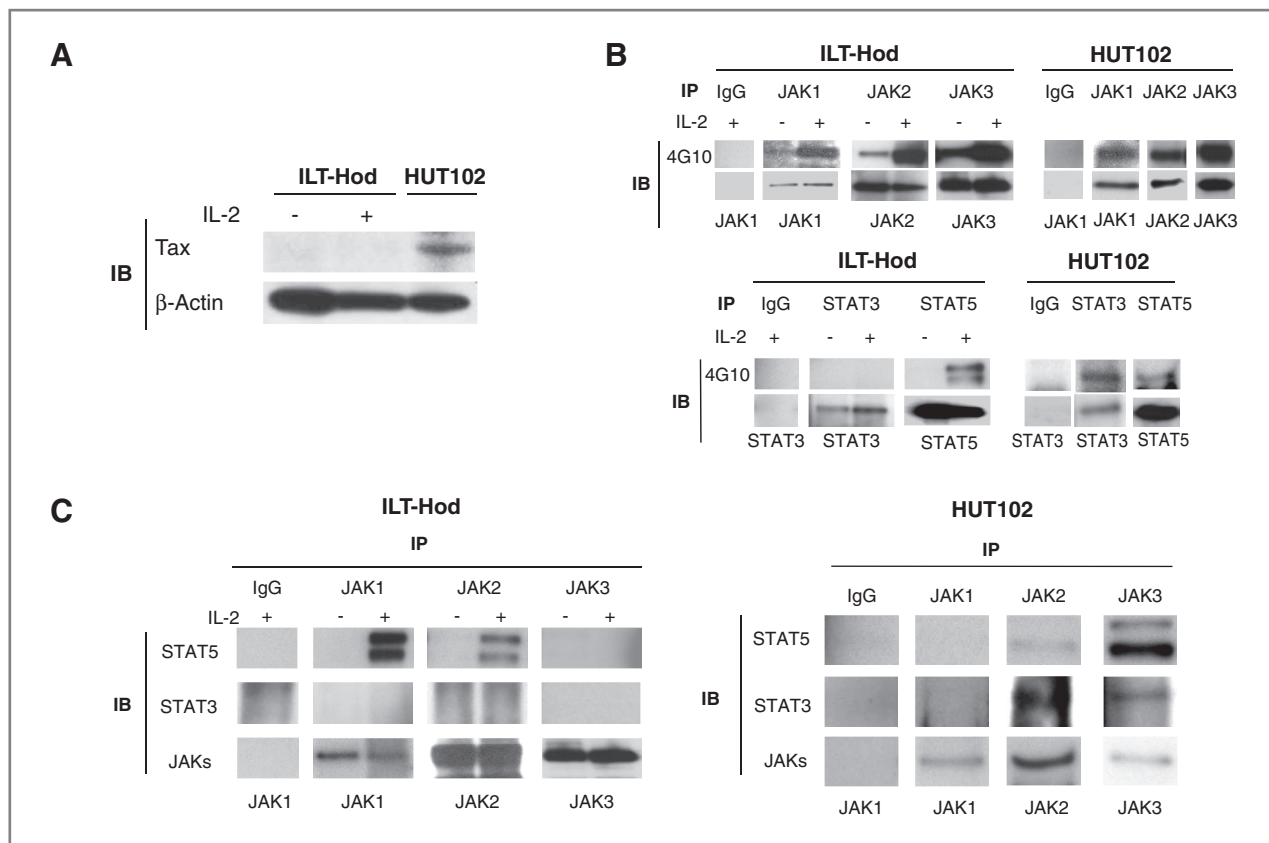 A
ILT-Hod HUT102
IL-2 - +
IB
Tax
β-Actin
B
ILT-Hod HUT102
IP IgG JAK1 JAK2 JAK3 IgG JAK1 JAK2 JAK3
IL-2 + - + - + - +
IB
4G10
JAK1 JAK1 JAK2 JAK3 JAK1 JAK1 JAK2 JAK3
ILT-Hod HUT102
IP IgG STAT3 STAT5 IgG STAT3 STAT5
IL-2 + - + - +
4G10
IB
STAT3 STAT3 STAT5 STAT3 STAT3 STAT5
C
ILT-Hod
IP
IgG JAK1 JAK2 JAK3
IL-2 + - + - + - +
STAT5
IB STAT3
JAKs
JAK1 JAK1 JAK2 JAK3
HUT102
IP
IgG JAK1 JAK2 JAK3
STAT5
IB STAT3
JAKs
JAK1 JAK1 JAK2 JAK3